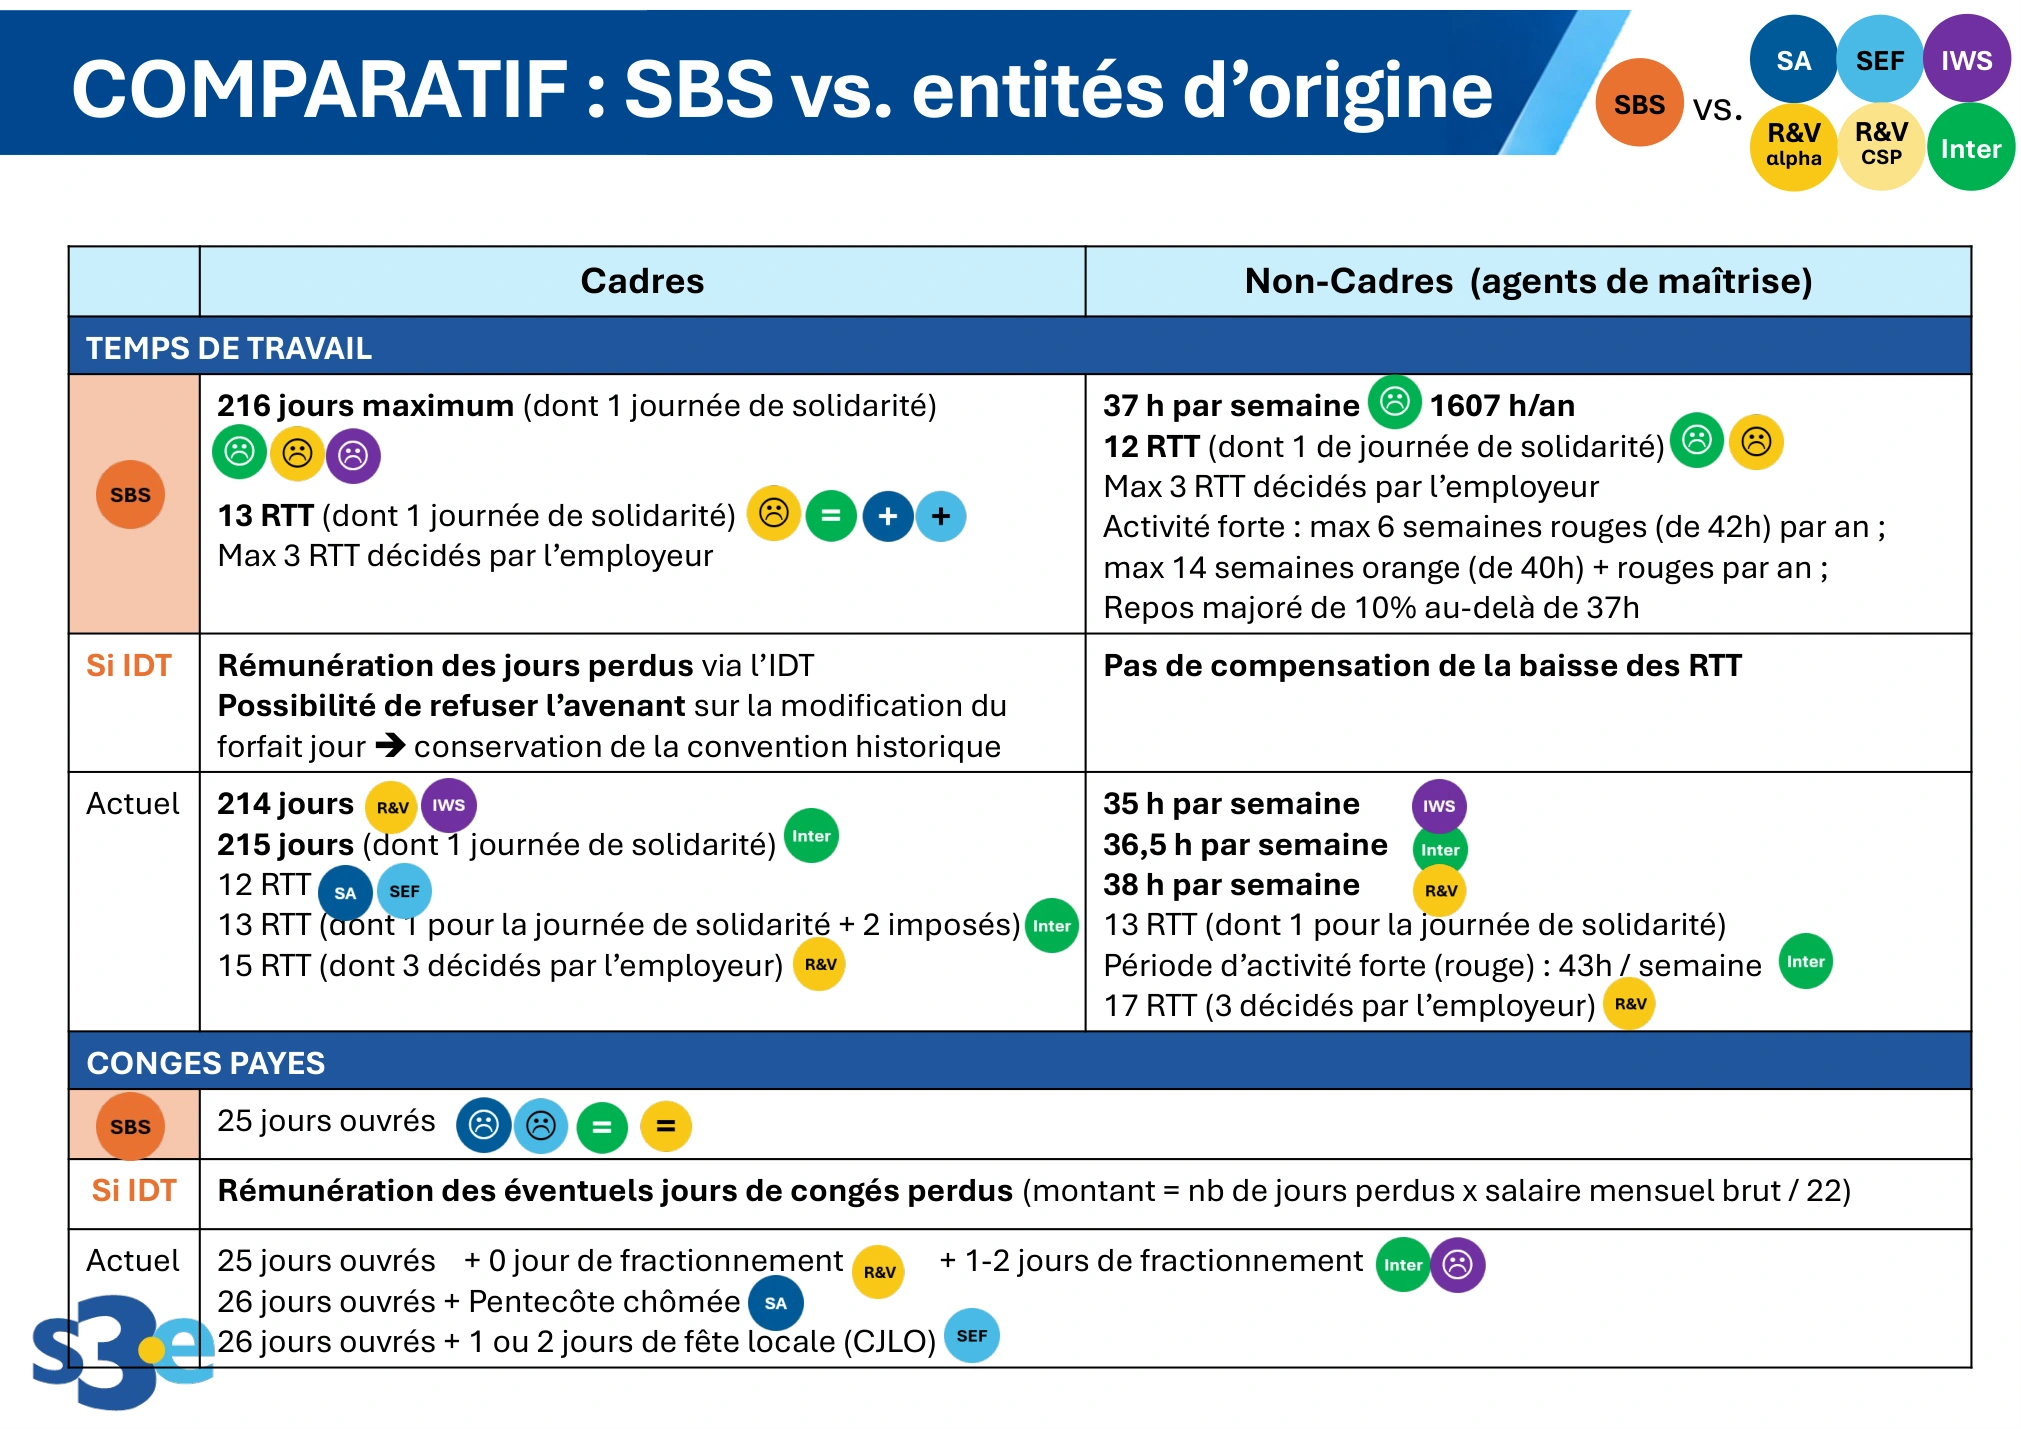 COMPARATIF : SBS vs. entités d’origine
SBS vs.
SA SEF IWS
R&V alpha R&V CSP Inter
Cadres
Non-Cadres (agents de maîtrise)
TEMPS DE TRAVAIL
SBS
216 jours maximum (dont 1 journée de solidarité)
13 RTT (dont 1 journée de solidarité) = + +
Max 3 RTT décidés par l’employeur
37 h par semaine 1607 h/an
12 RTT (dont 1 de journée de solidarité)
Max 3 RTT décidés par l’employeur
Activité forte : max 6 semaines rouges (de 42h) par an ;
max 14 semaines orange (de 40h) + rouges par an ;
Repos majoré de 10% au-delà de 37h
Si IDT
Rémunération des jours perdus via l’IDT
Possibilité de refuser l’avenant sur la modification du
forfait jour ➔ conservation de la convention historique
Pas de compensation de la baisse des RTT
Actuel
214 jours R&V IWS
215 jours (dont 1 journée de solidarité) Inter
12 RTT SA SEF
13 RTT (dont 1 pour la journée de solidarité + 2 imposés) Inter
15 RTT (dont 3 décidés par l’employeur) R&V
35 h par semaine IWS
36,5 h par semaine Inter
38 h par semaine R&V
13 RTT (dont 1 pour la journée de solidarité)
Période d’activité forte (rouge) : 43h / semaine Inter
17 RTT (3 décidés par l’employeur) R&V
CONGES PAYES
SBS
25 jours ouvrés = =
Si IDT
Rémunération des éventuels jours de congés perdus (montant = nb de jours perdus x salaire mensuel brut / 22)
Actuel
25 jours ouvrés + 0 jour de fractionnement R&V + 1-2 jours de fractionnement Inter
26 jours ouvrés + Pentecôte chômée SA
26 jours ouvrés + 1 ou 2 jours de fête locale (CJLO) SEF
s3e